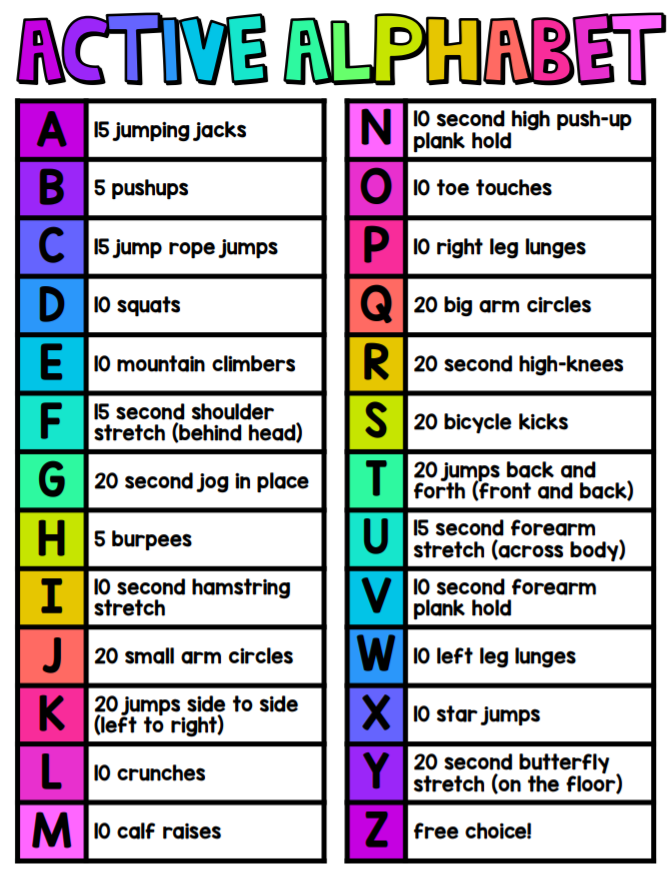 ACTIVE ALPHABET
A
15 jumping jacks
B
5 pushups
C
15 jump rope jumps
D
10 squats
E
10 mountain climbers
F
15 second shoulder
stretch (behind head)
G
20 second jog in place
H
5 burpees
I
10 second hamstring
stretch
J
20 small arm circles
K
20 jumps side to side
(left to right)
L
10 crunches
M
10 calf raises
N
10 second high push-up
plank hold
O
10 toe touches
P
10 right leg lunges
Q
20 big arm circles
R
20 second high-knees
S
20 bicycle kicks
T
20 jumps back and
forth (front and back)
U
15 second forearm
stretch (across body)
V
10 second forearm
plank hold
W
10 left leg lunges
X
10 star jumps
Y
20 second butterfly
stretch (on the floor)
Z
free choice!